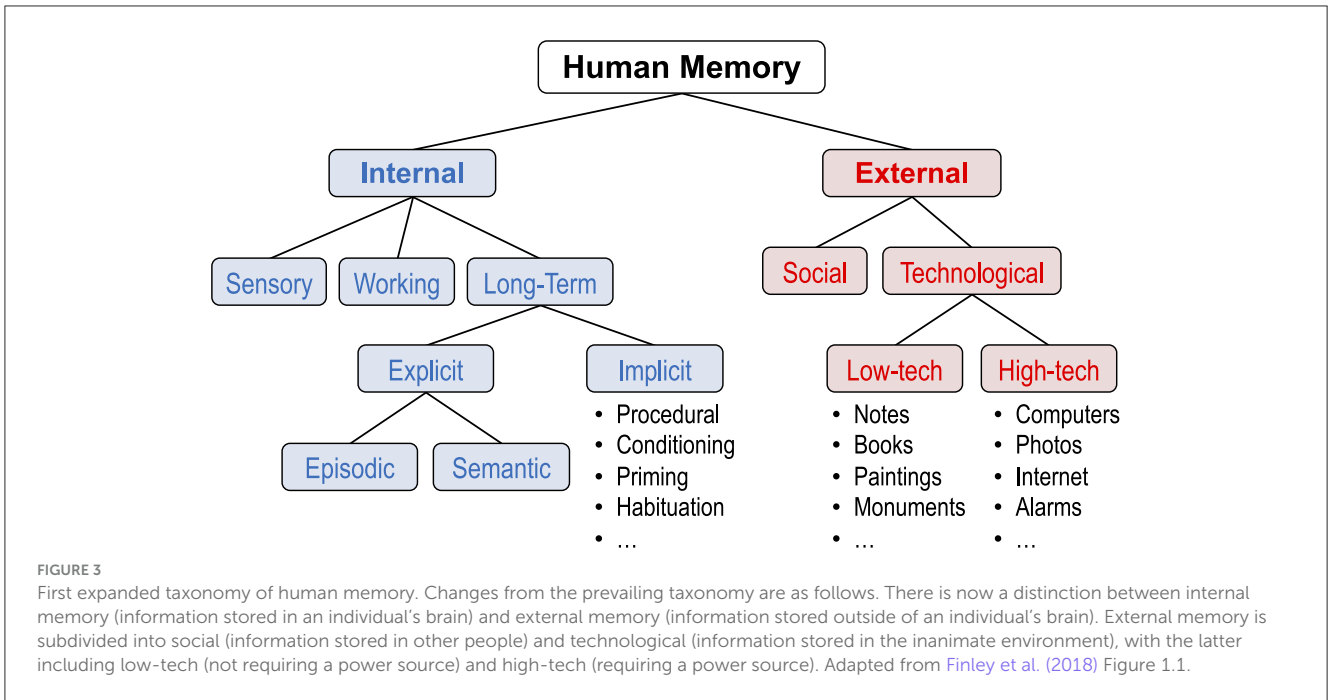 Human Memory
Internal
External
Sensory
Working
Long-Term
Social
Technological
Explicit
Implicit
Low-tech
High-tech
• Procedural
• Conditioning
• Priming
• Habituation
• …
• Notes
• Books
• Paintings
• Monuments
• …
• Computers
• Photos
• Internet
• Alarms
• …
Episodic
Semantic
FIGURE 3
First expanded taxonomy of human memory. Changes from the prevailing taxonomy are as follows. There is now a distinction between internal
memory (information stored in an individual's brain) and external memory (information stored outside of an individual's brain). External memory is
subdivided into social (information stored in other people) and technological (information stored in the inanimate environment), with the latter
including low-tech (not requiring a power source) and high-tech (requiring a power source). Adapted from Finley et al. (2018) Figure 1.1.